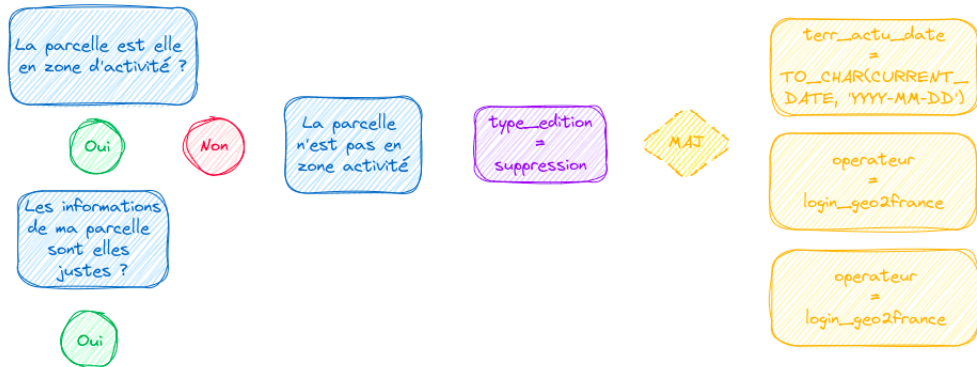 La parcelle est elle
en zone d'activité ?
Oui
Non
Les informations
de ma parcelle
sont elles
justes ?
Oui
La parcelle
n'est pas en
zone activité
type_edition
=
suppression
MAJ
terr_actu_date
=
TO_CHAR(CURRENT_
DATE, 'YYYY-MM-DD')
operateur
=
login_geo2france
operateur
=
login_geo2france